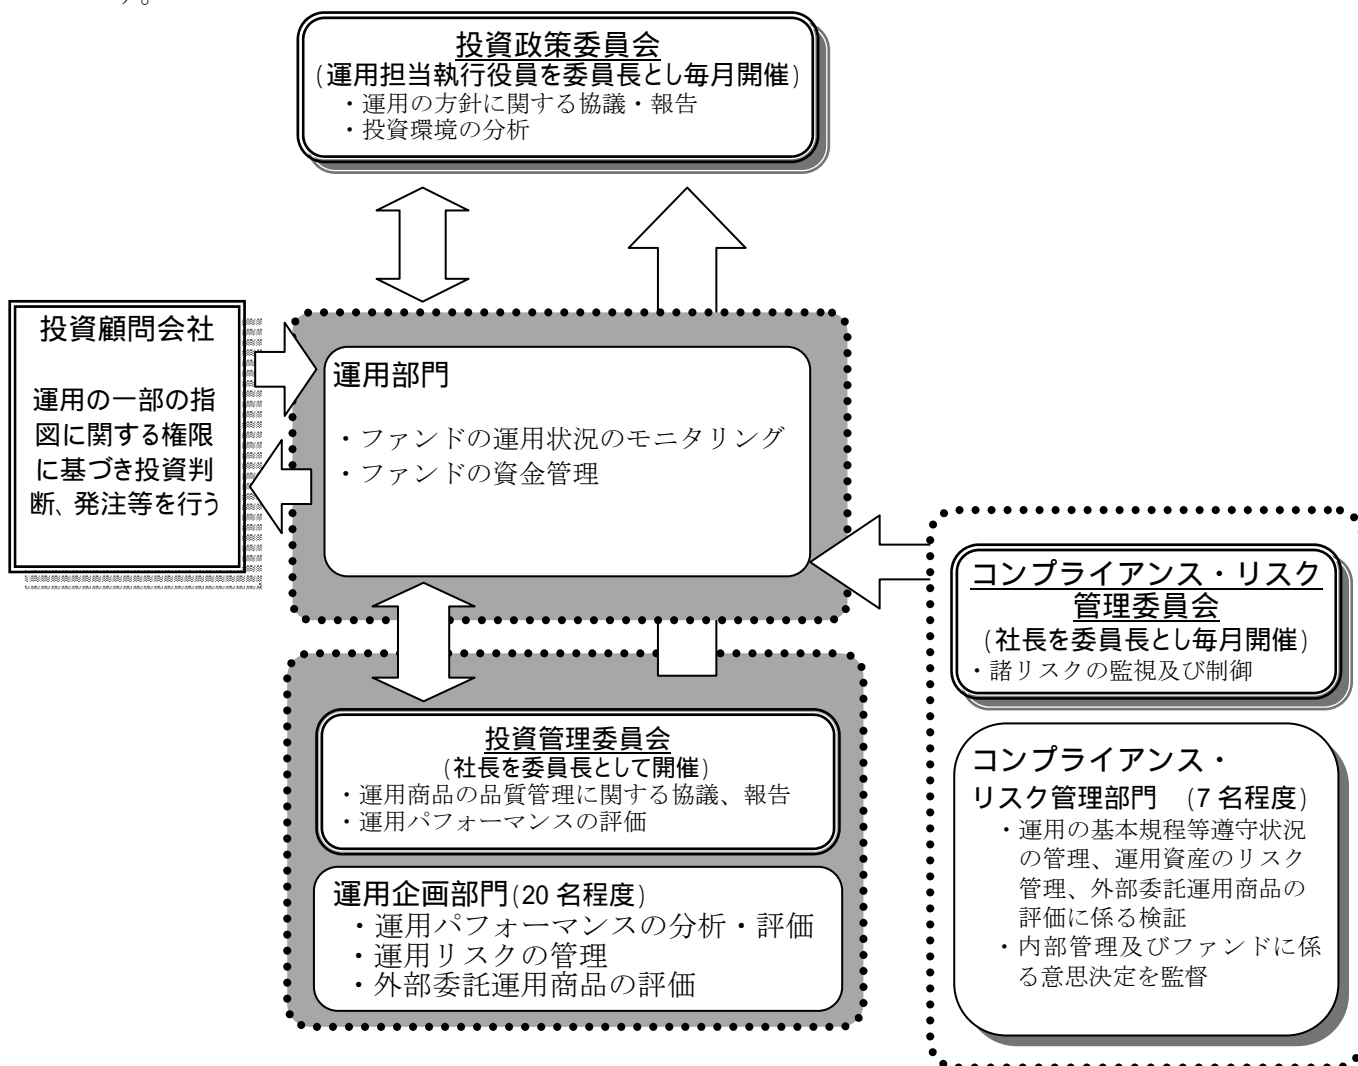 す。
投資政策委員会
(運用担当執行役員を委員長とし毎月開催)
・運用の方針に関する協議・報告
・投資環境の分析
投資顧問会社
運用の一部の指
図に関する権限
に基づき投資判
断、発注等を行う
運用部門
・ファンドの運用状況のモニタリング
・ファンドの資金管理
コンプライアンス・リスク
管理委員会
(社長を委員長とし毎月開催)
・諸リスクの監視及び制御
投資管理委員会
(社長を委員長として開催)
・運用商品の品質管理に関する協議、報告
・運用パフォーマンスの評価
運用企画部門(20 名程度)
・運用パフォーマンスの分析・評価
・運用リスクの管理
・外部委託運用商品の評価
コンプライアンス・
リスク管理部門 (7 名程度)
・運用の基本規程等遵守状況
の管理、運用資産のリスク
管理、外部委託運用商品の
評価に係る検証
・内部管理及びファンドに係
る意思決定を監督